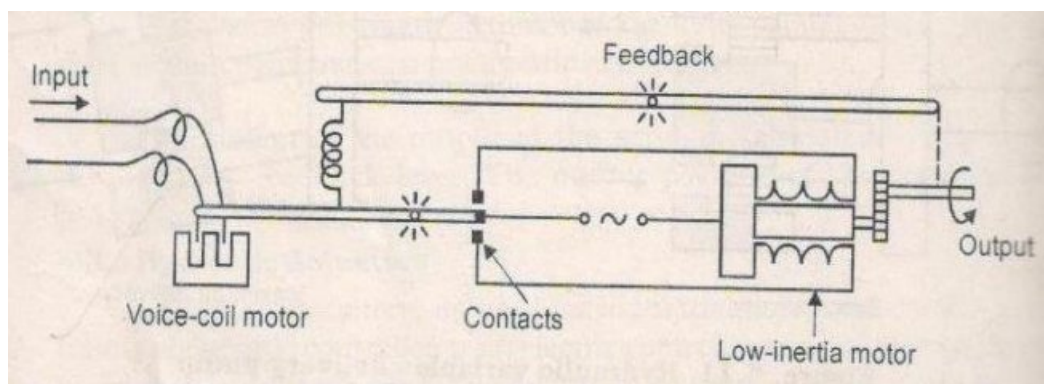 Input
Feedback
Output
Voice-coil motor
Contacts
Low-inertia motor